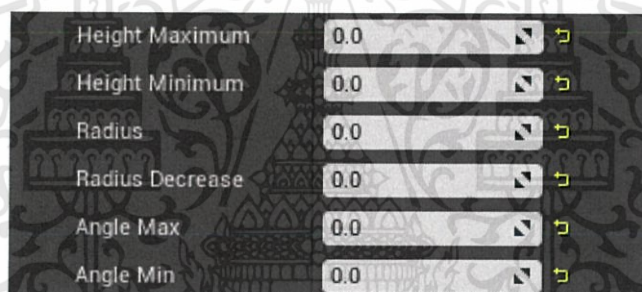 Height Maximum 0.0
Height Minimum 0.0
Radius 0.0
Radius Decrease 0.0
Angle Max 0.0
Angle Min 0.0